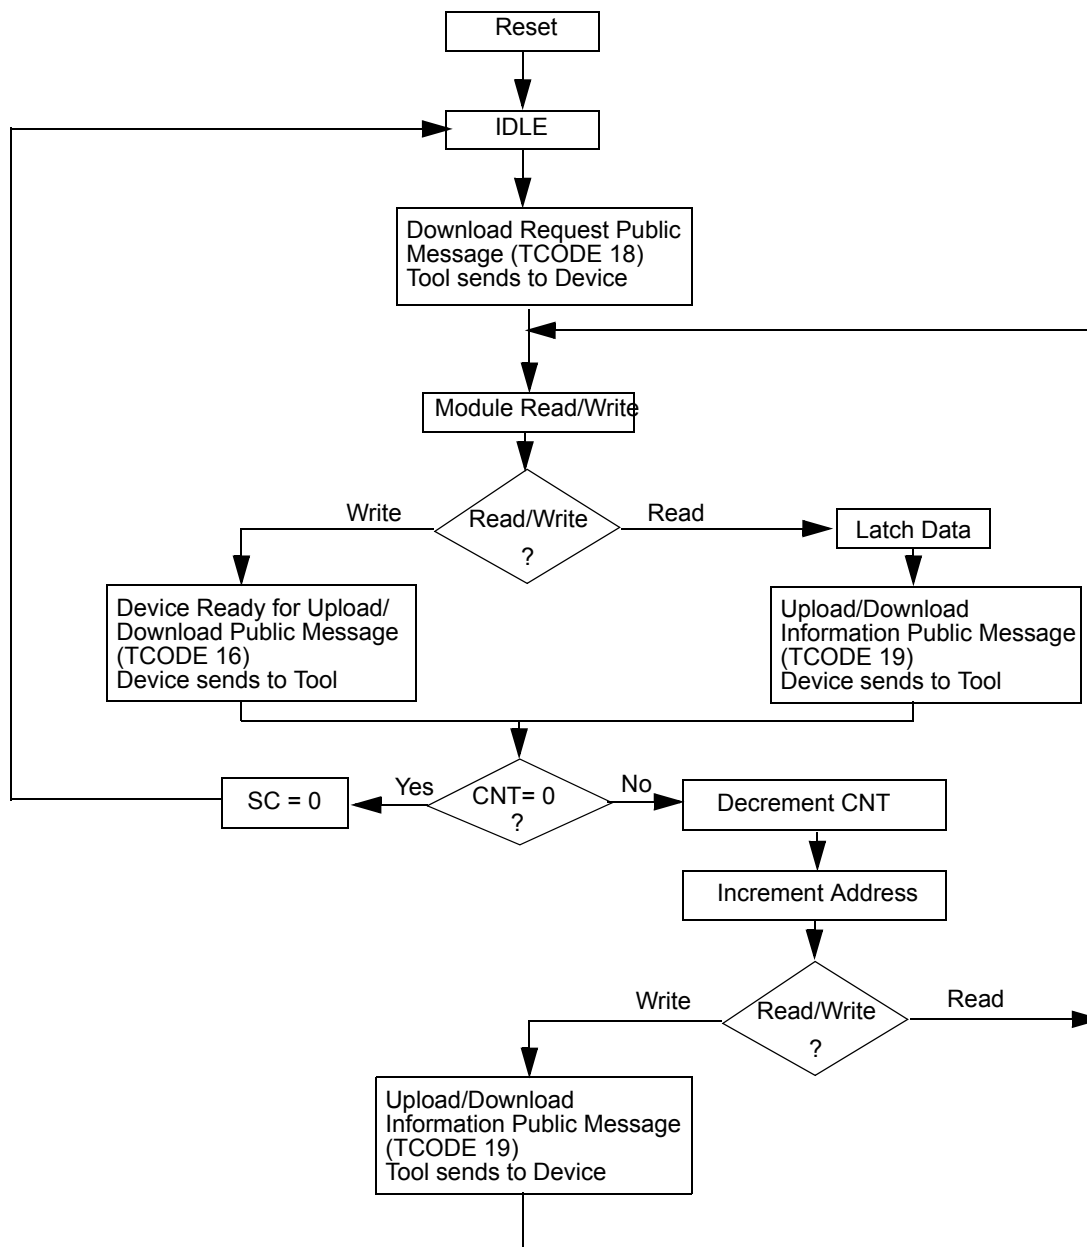 Reset
IDLE
Download Request Public
Message (TCODE 18)
Tool sends to Device
Module Read/Write
Write
Read/Write
?
Read
Latch Data
Device Ready for Upload/
Download Public Message
(TCODE 16)
Device sends to Tool
Upload/Download
Information Public Message
(TCODE 19)
Device sends to Tool
SC = 0
Yes
CNT= 0
?
No
Decrement CNT
Increment Address
Write
Read/Write
?
Read
Upload/Download
Information Public Message
(TCODE 19)
Tool sends to Device